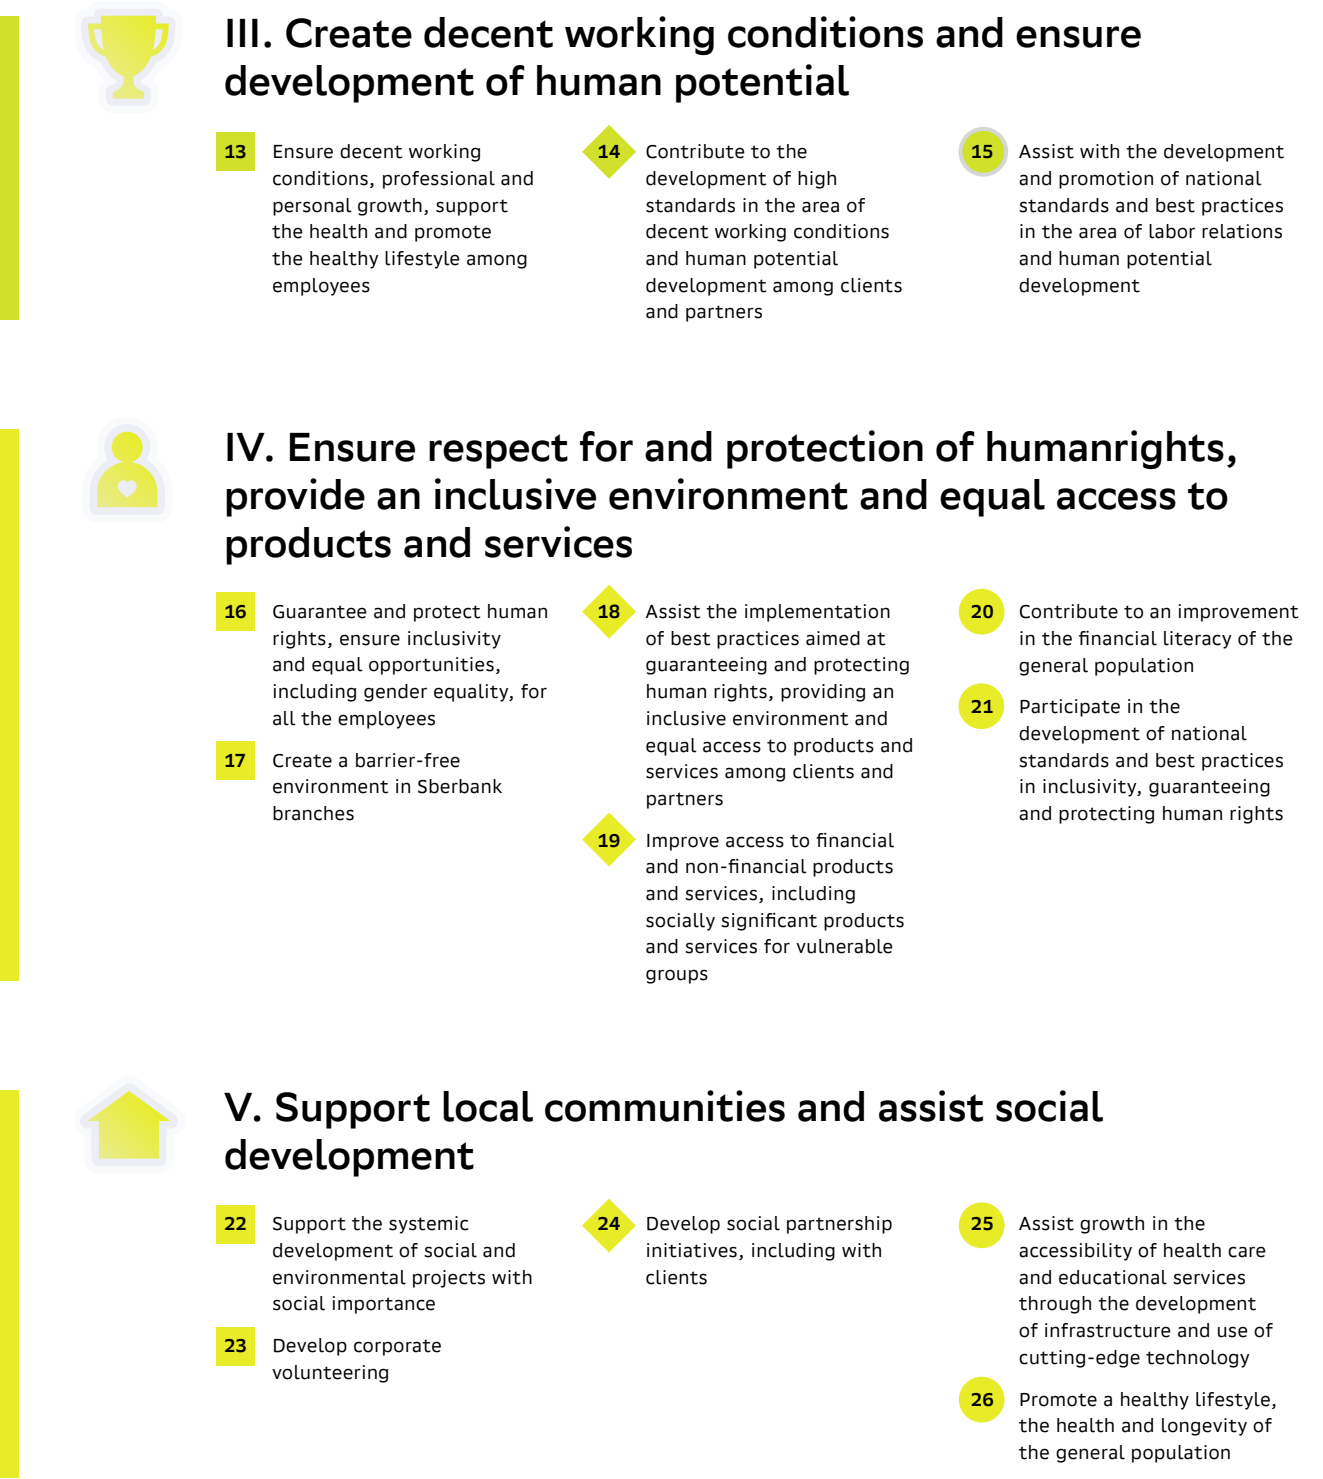 III. Create decent working conditions and ensure
development of human potential
13
Ensure decent working
conditions, professional and
personal growth, support
the health and promote
the healthy lifestyle among
employees
14
Contribute to the
development of high
standards in the area of
decent working conditions
and human potential
development among clients
and partners
15
Assist with the development
and promotion of national
standards and best practices
in the area of labor relations
and human potential
development
IV. Ensure respect for and protection of humanrights,
provide an inclusive environment and equal access to
products and services
16
Guarantee and protect human
rights, ensure inclusivity
and equal opportunities,
including gender equality, for
all the employees
17
Create a barrier-free
environment in Sberbank
branches
18
Assist the implementation
of best practices aimed at
guaranteeing and protecting
human rights, providing an
inclusive environment and
equal access to products and
services among clients and
partners
19
Improve access to financial
and non-financial products
and services, including
socially significant products
and services for vulnerable
groups
20
Contribute to an improvement
in the financial literacy of the
general population
21
Participate in the
development of national
standards and best practices
in inclusivity, guaranteeing
and protecting human rights
V. Support local communities and assist social
development
22
Support the systemic
development of social and
environmental projects with
social importance
23
Develop corporate
volunteering
24
Develop social partnership
initiatives, including with
clients
25
Assist growth in the
accessibility of health care
and educational services
through the development
of infrastructure and use of
cutting-edge technology
26
Promote a healthy lifestyle,
the health and longevity of
the general population